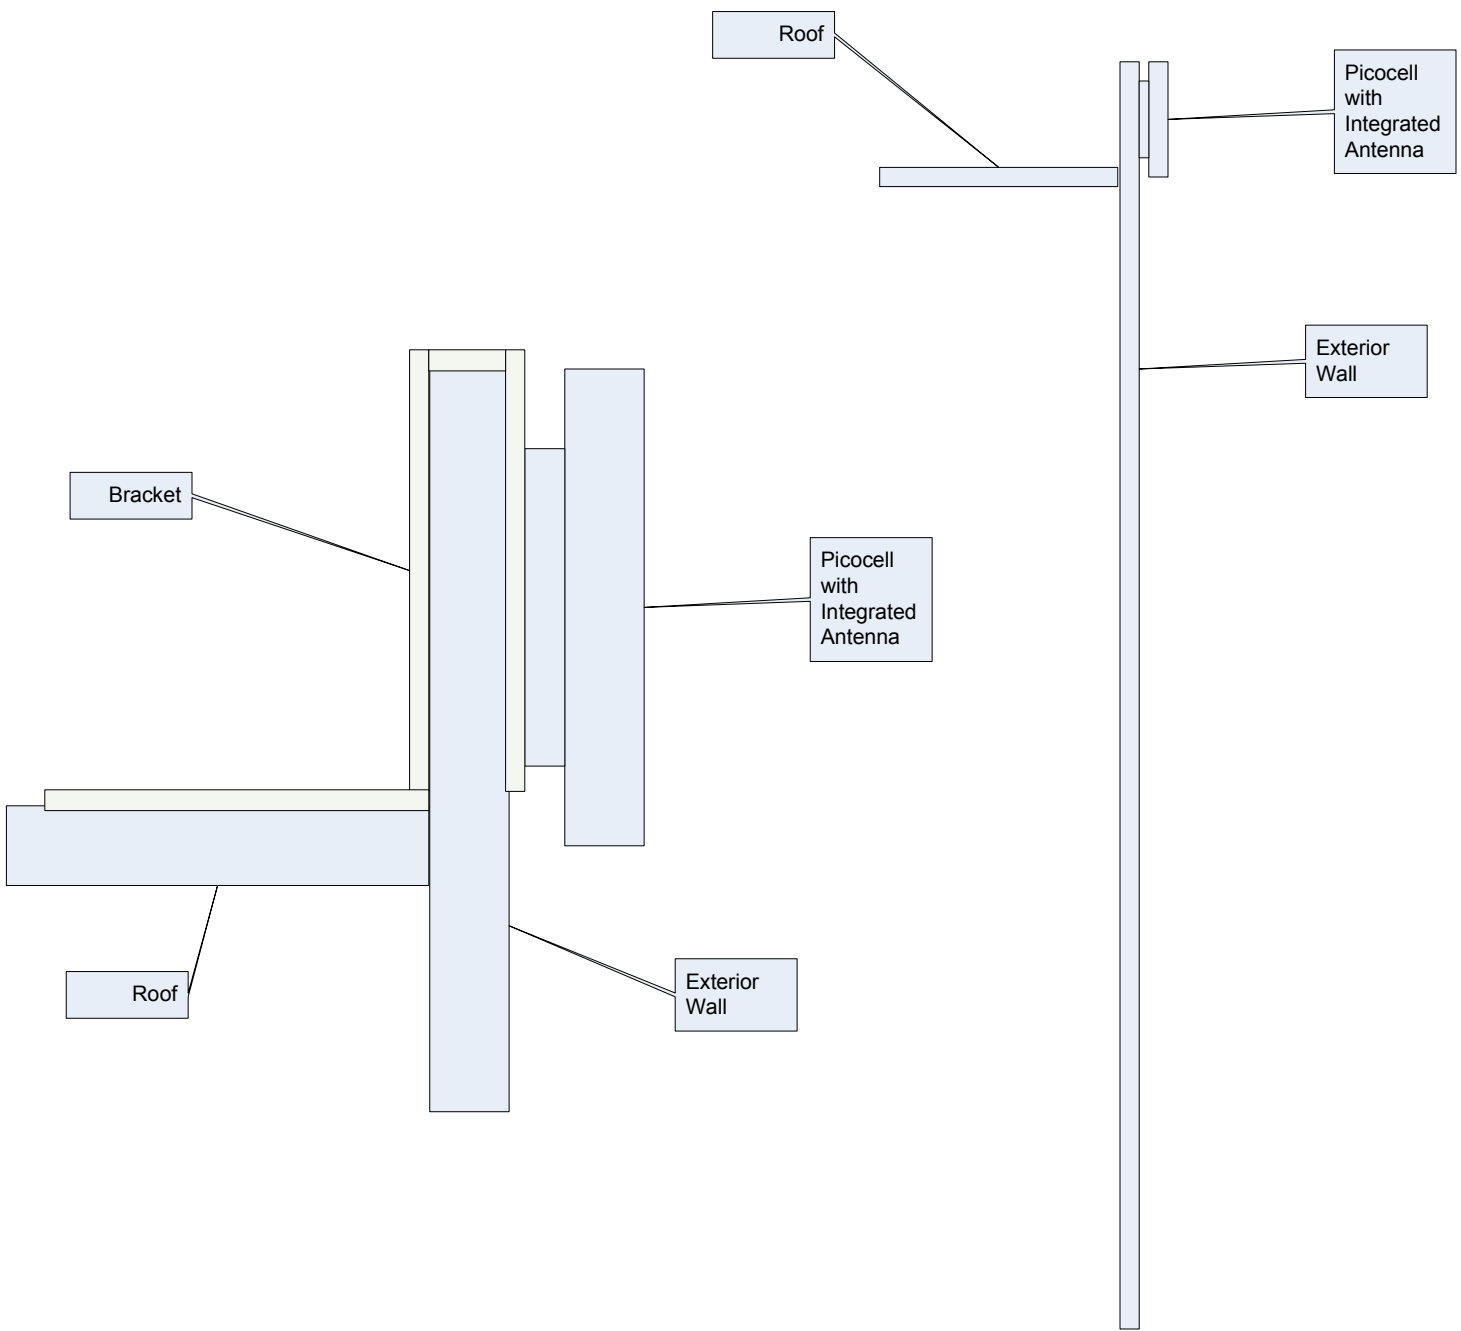 Roof
Picocell
with
Integrated
Antenna
Exterior
Wall
Bracket
Picocell
with
Integrated
Antenna
Roof
Exterior
Wall